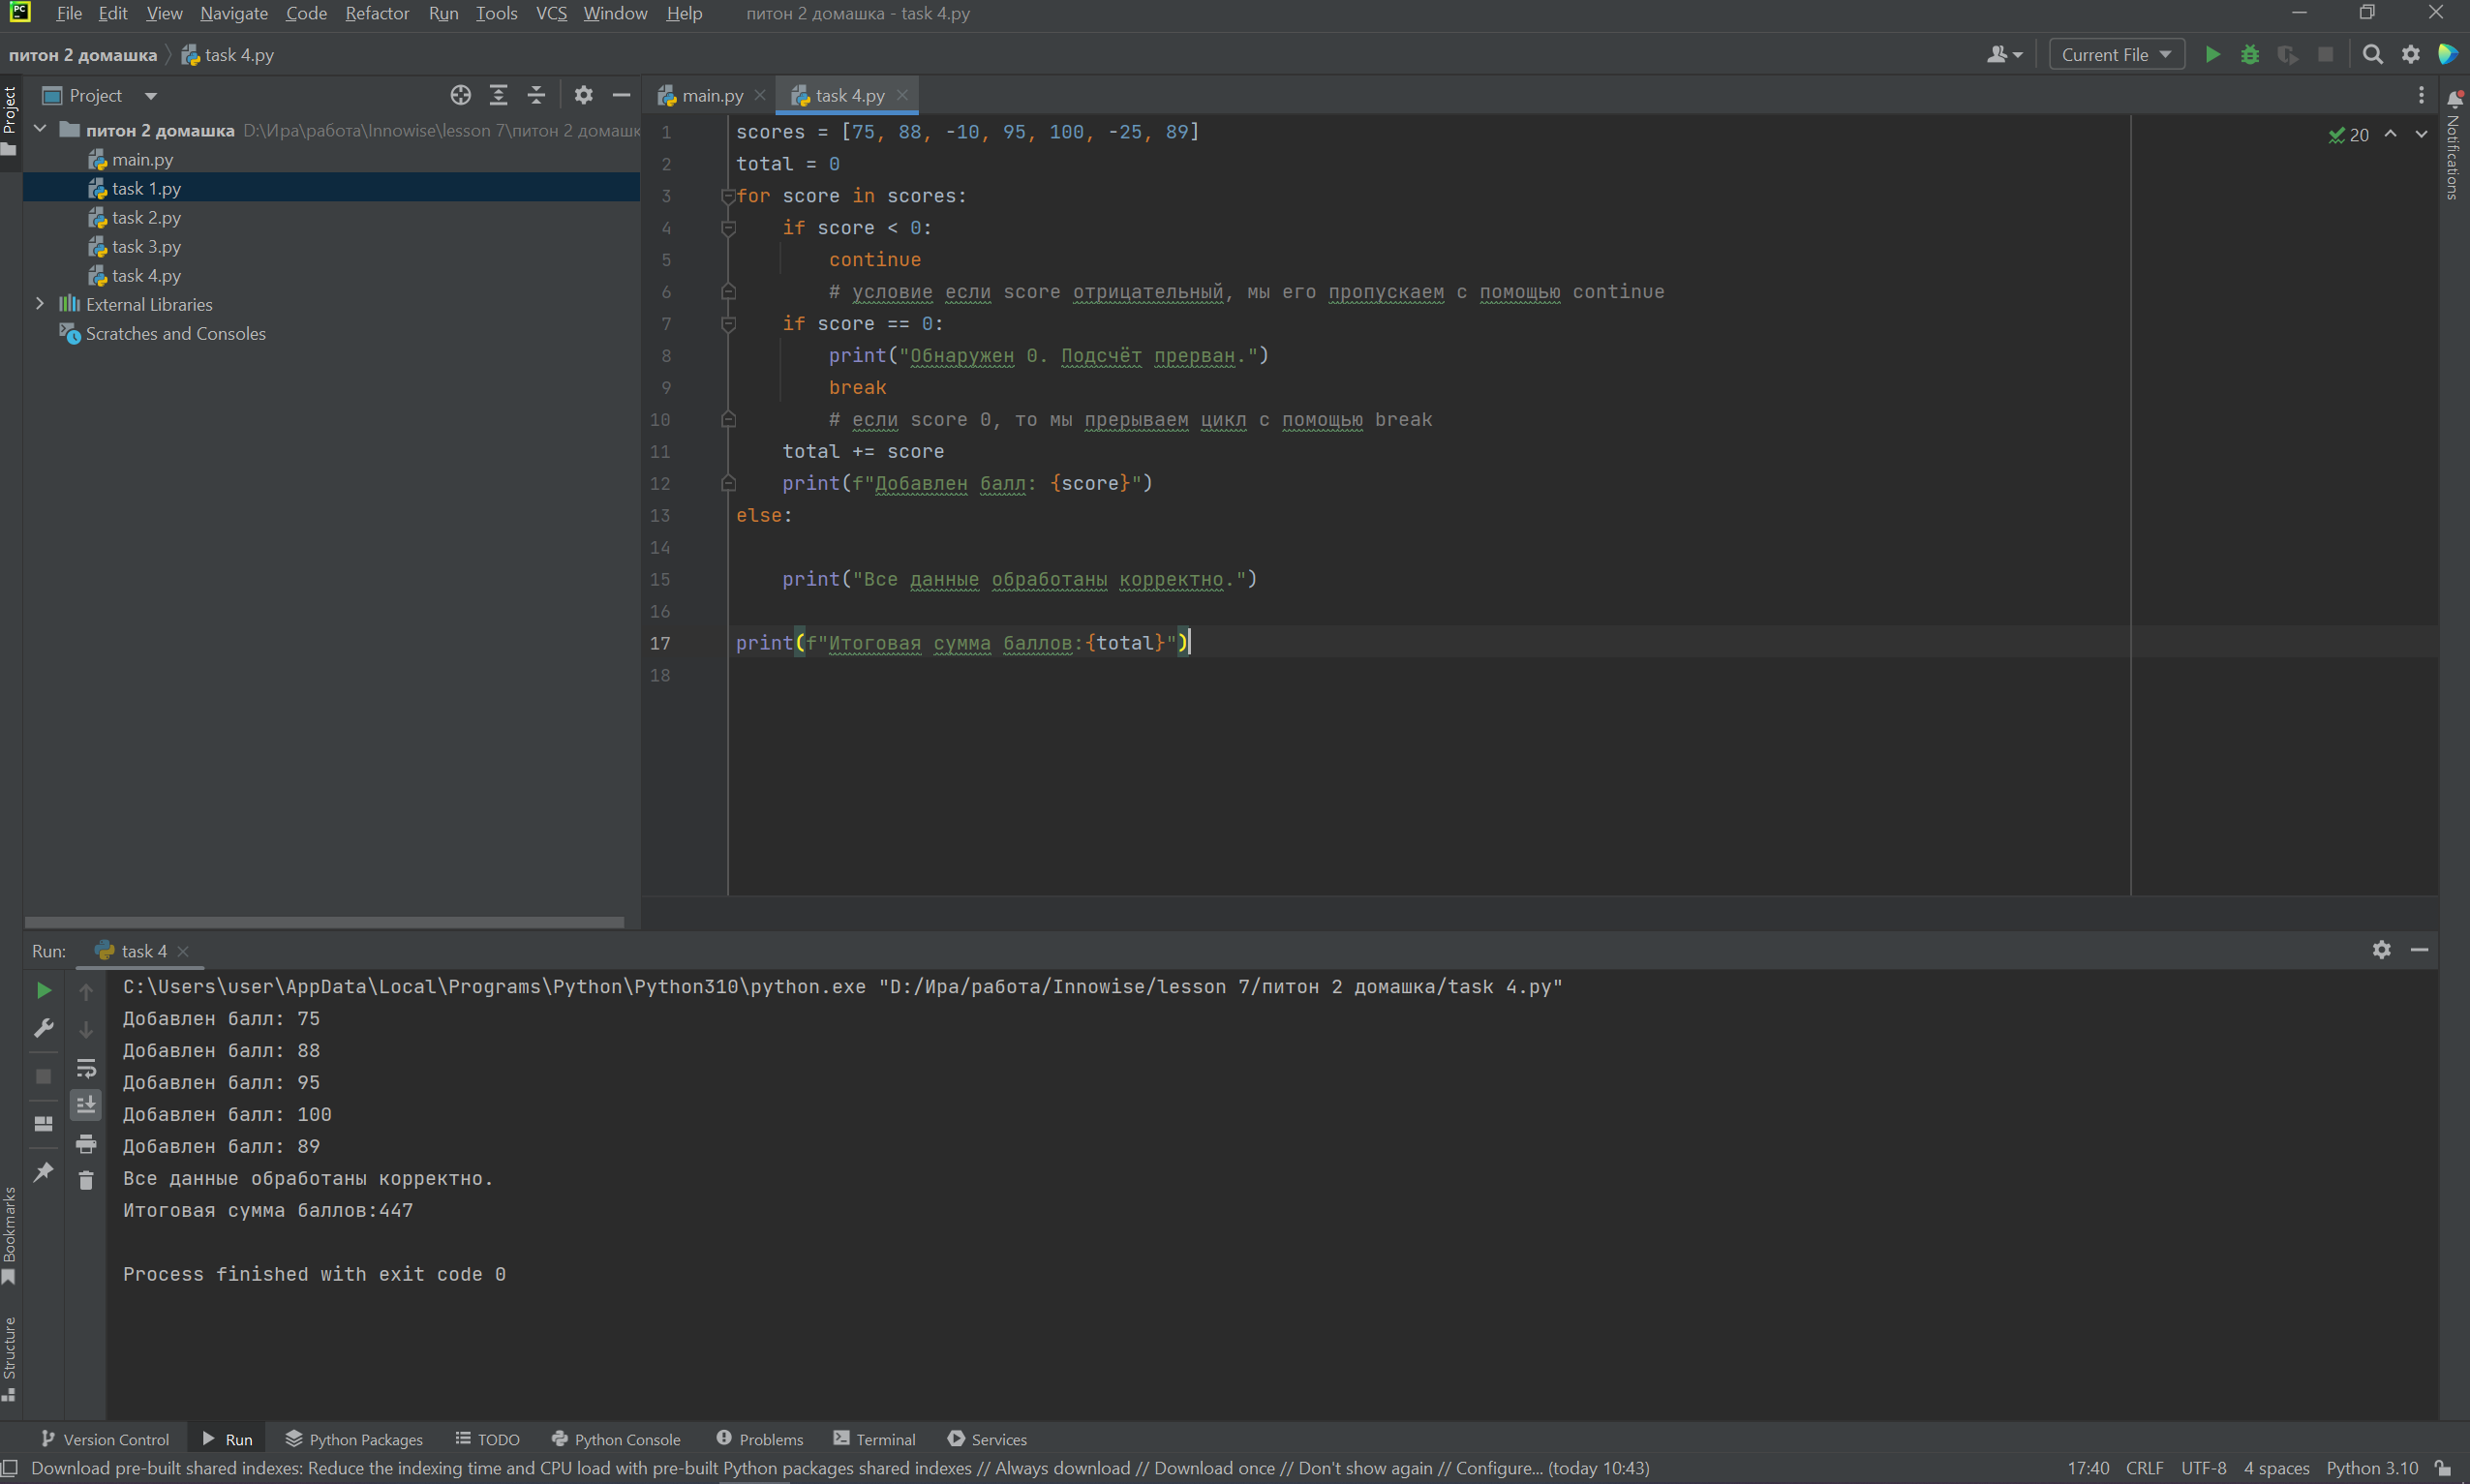 File Edit View Navigate Code Refactor Run Tools VCS Window Help питон 2 домашка - task 4.py
питон 2 домашка task 4.py
Current File
Project
main.py
task 4.py
Project
питон 2 домашка D:\Ира\работа\Innowise\lesson 7\питон 2 домашк
main.py
task 1.py
task 2.py
task 3.py
task 4.py
External Libraries
Scratches and Consoles
20
Notifications
1 scores = [75, 88, -10, 95, 100, -25, 89]
2 total = 0
3 for score in scores:
4 if score < 0:
5 continue
6 # условие если score отрицательный, мы его пропускаем с помощью continue
7 if score == 0:
8 print("Обнаружен 0. Подсчёт прерван.")
9 break
10 # если score 0, то мы прерываем цикл с помощью break
11 total += score
12 print(f"Добавлен балл: {score}")
13 else:
14
15 print("Все данные обработаны корректно.")
16
17 print(f"Итоговая сумма баллов:{total}")
18
Run: task 4
C:\Users\user\AppData\Local\Programs\Python\Python310\python.exe "D:/Ира/работа/Innowise/lesson 7/питон 2 домашка/task 4.py"
Добавлен балл: 75
Добавлен балл: 88
Добавлен балл: 95
Добавлен балл: 100
Добавлен балл: 89
Все данные обработаны корректно.
Итоговая сумма баллов:447
Process finished with exit code 0
Bookmarks
Structure
Version Control Run Python Packages TODO Python Console Problems Terminal Services
Download pre-built shared indexes: Reduce the indexing time and CPU load with pre-built Python packages shared indexes // Always download // Download once // Don't show again // Configure... (today 10:43) 17:40 CRLF UTF-8 4 spaces Python 3.10